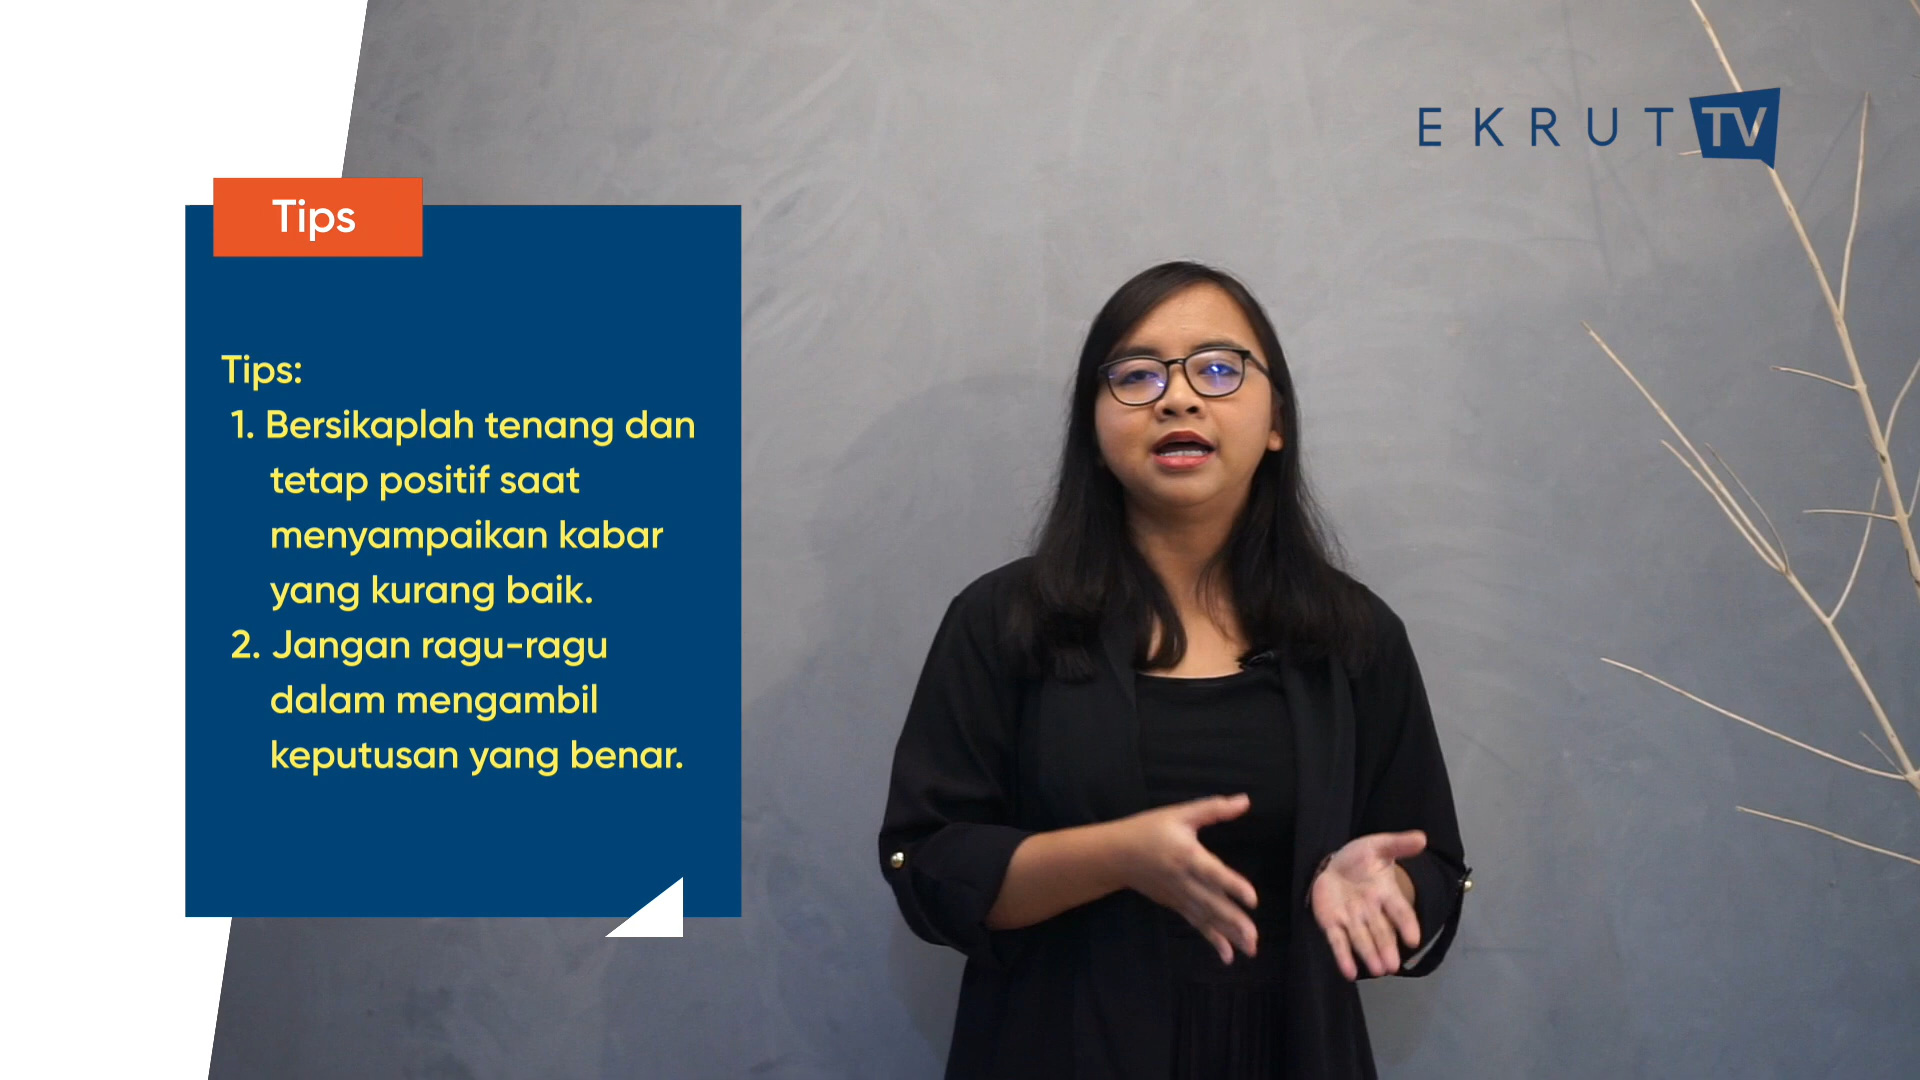 EKRUT TV
Tips
Tips:
1. Bersikaplah tenang dan
tetap positif saat
menyampaikan kabar
yang kurang baik.
2. Jangan ragu-ragu
dalam mengambil
keputusan yang benar.